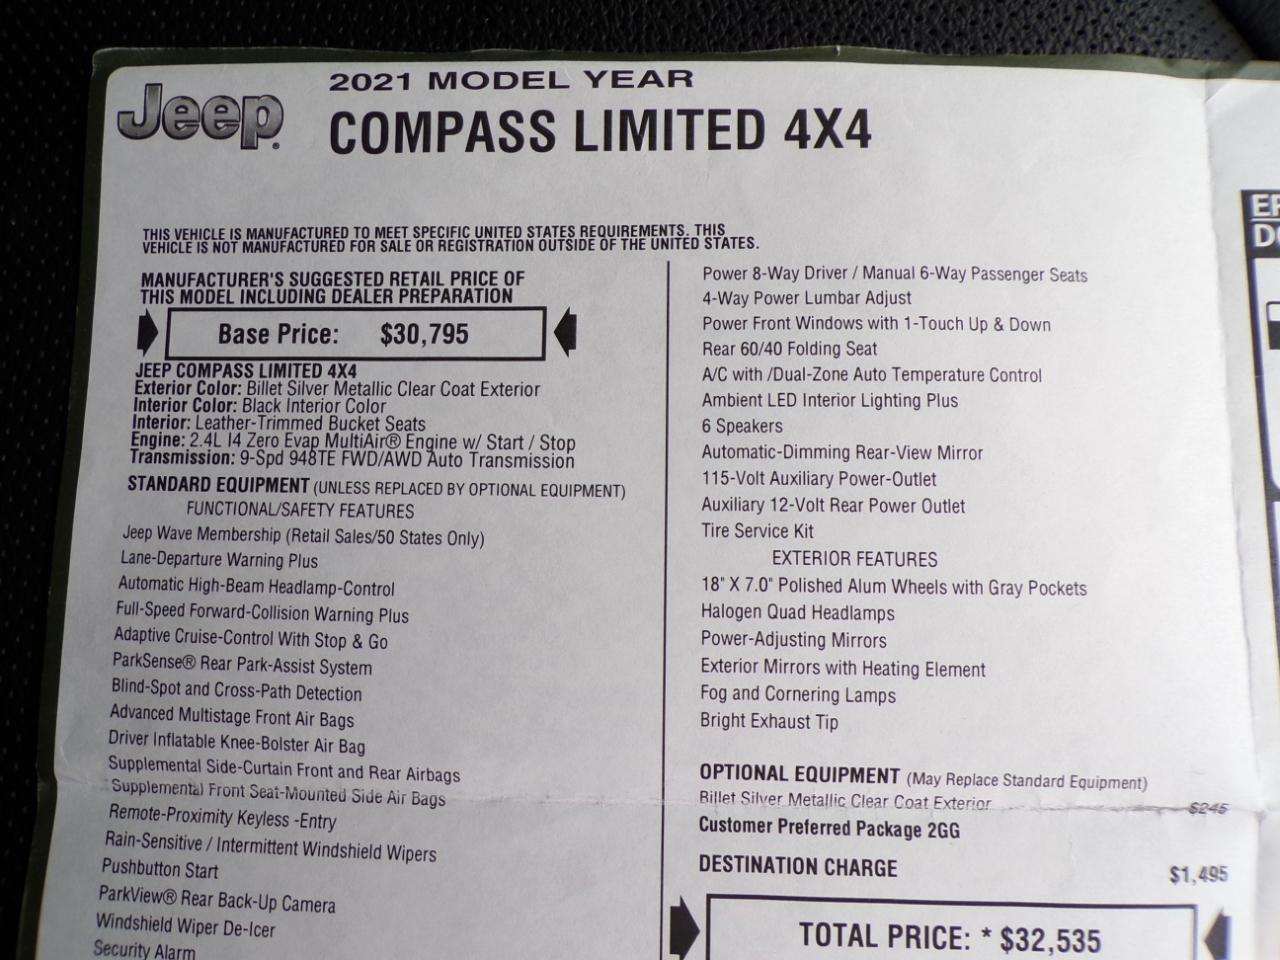 Jeep
2021 MODEL YEAR
COMPASS LIMITED 4X4
THIS VEHICLE IS MANUFACTURED TO MEET SPECIFIC UNITED STATES REQUIREMENTS. THIS
VEHICLE IS NOT MANUFACTURED FOR SALE OR REGISTRATION OUTSIDE OF THE UNITED STATES.
MANUFACTURER'S SUGGESTED RETAIL PRICE OF
THIS MODEL INCLUDING DEALER PREPARATION
Base Price: $30,795
JEEP COMPASS LIMITED 4X4
Exterior Color: Billet Silver Metallic Clear Coat Exterior
Interior Color: Black Interior Color
Interior: Leather-Trimmed Bucket Seats
Engine: 2.4L I4 Zero Evap MultiAir® Engine w/ Start / Stop
Transmission: 9-Spd 948TE FWD/AWD Auto Transmission
STANDARD EQUIPMENT (UNLESS REPLACED BY OPTIONAL EQUIPMENT)
FUNCTIONAL/SAFETY FEATURES
Jeep Wave Membership (Retail Sales/50 States Only)
Lane-Departure Warning Plus
Automatic High-Beam Headlamp-Control
Full-Speed Forward-Collision Warning Plus
Adaptive Cruise-Control With Stop & Go
ParkSense® Rear Park-Assist System
Blind-Spot and Cross-Path Detection
Advanced Multistage Front Air Bags
Driver Inflatable Knee-Bolster Air Bag
Supplemental Side-Curtain Front and Rear Airbags
Supplemental Front Seat-Mounted Side Air Bags
Remote-Proximity Keyless -Entry
Rain-Sensitive / Intermittent Windshield Wipers
Pushbutton Start
ParkView® Rear Back-Up Camera
Windshield Wiper De-Icer
Security Alarm
Power 8-Way Driver / Manual 6-Way Passenger Seats
4-Way Power Lumbar Adjust
Power Front Windows with 1-Touch Up & Down
Rear 60/40 Folding Seat
A/C with /Dual-Zone Auto Temperature Control
Ambient LED Interior Lighting Plus
6 Speakers
Automatic-Dimming Rear-View Mirror
115-Volt Auxiliary Power-Outlet
Auxiliary 12-Volt Rear Power Outlet
Tire Service Kit
EXTERIOR FEATURES
18" X 7.0" Polished Alum Wheels with Gray Pockets
Halogen Quad Headlamps
Power-Adjusting Mirrors
Exterior Mirrors with Heating Element
Fog and Cornering Lamps
Bright Exhaust Tip
OPTIONAL EQUIPMENT (May Replace Standard Equipment)
Billet Silver Metallic Clear Coat Exterior $245
Customer Preferred Package 2GG
DESTINATION CHARGE $1,495
TOTAL PRICE: * $32,535